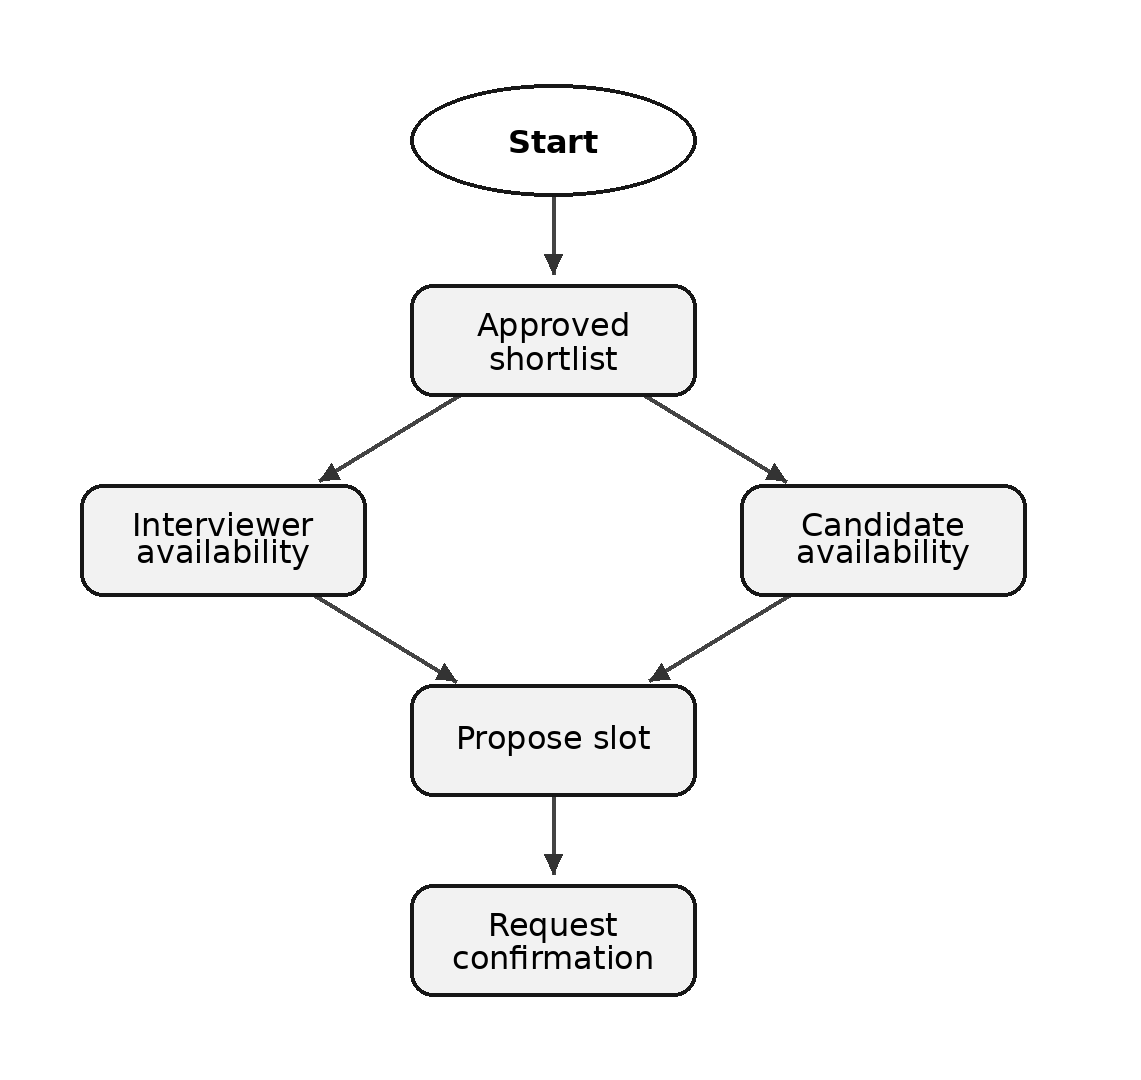 Start
Approved
shortlist
Interviewer
availability
Candidate
availability
Propose slot
Request
confirmation